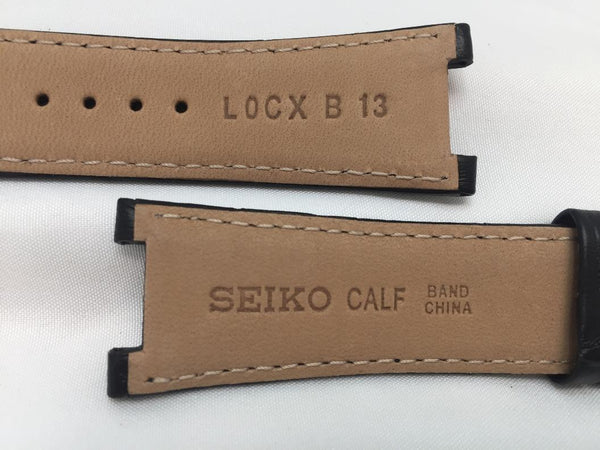 L0CX B 13
SEIKO CALF BAND CHINA